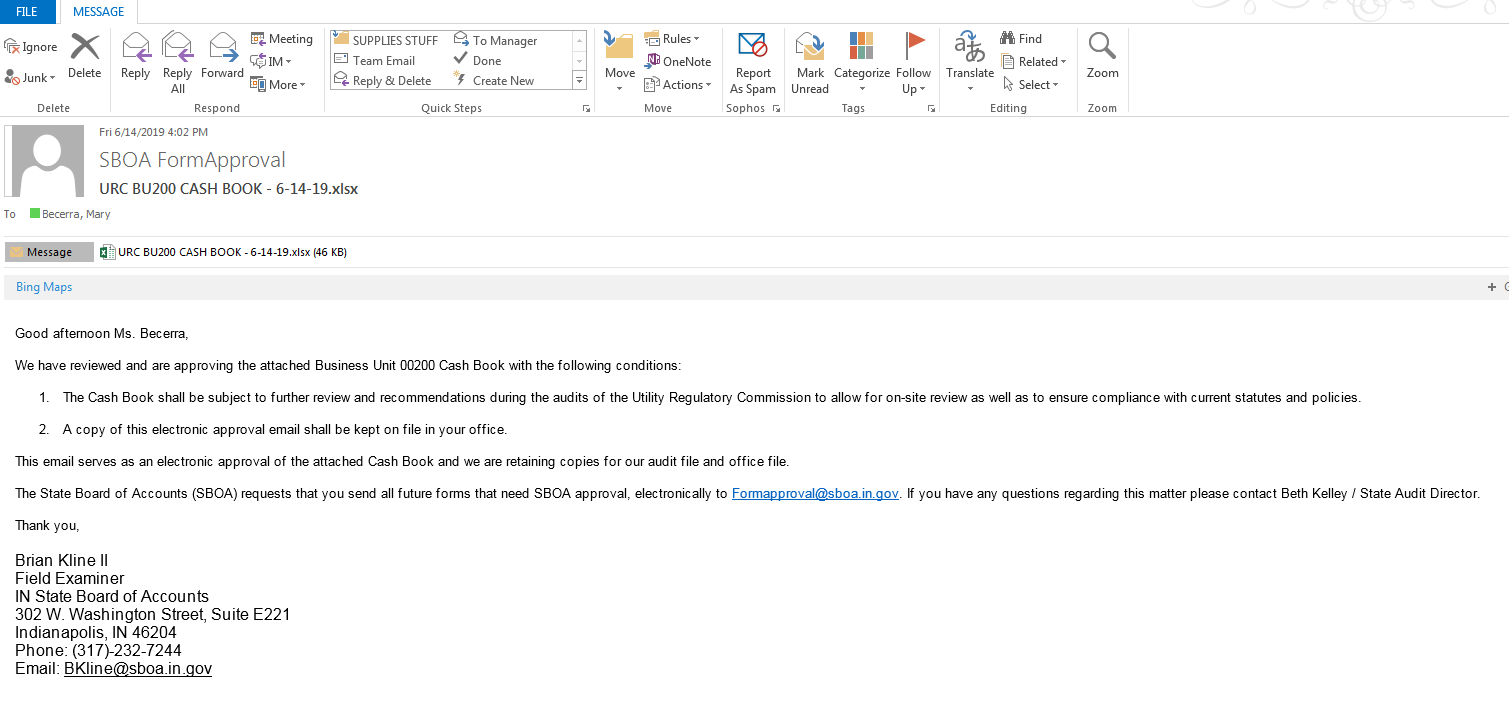 FILE MESSAGE
Ignore
Junk
Delete
Delete
Reply
Reply All
Forward
Meeting
IM
More
Respond
SUPPLIES STUFF
Team Email
Reply & Delete
To Manager
Done
Create New
Quick Steps
Move
Rules
OneNote
Actions
Move
Report As Spam
Sophos
Mark Unread
Categorize
Follow Up
Tags
Translate
Find
Related
Select
Editing
Zoom
Zoom
Fri 6/14/2019 4:02 PM
SBOA FormApproval
URC BU200 CASH BOOK - 6-14-19.xlsx
To Becerra, Mary
Message URC BU200 CASH BOOK - 6-14-19.xlsx (46 KB)
Bing Maps +
Good afternoon Ms. Becerra,
We have reviewed and are approving the attached Business Unit 00200 Cash Book with the following conditions:
1. The Cash Book shall be subject to further review and recommendations during the audits of the Utility Regulatory Commission to allow for on-site review as well as to ensure compliance with current statutes and policies.
2. A copy of this electronic approval email shall be kept on file in your office.
This email serves as an electronic approval of the attached Cash Book and we are retaining copies for our audit file and office file.
The State Board of Accounts (SBOA) requests that you send all future forms that need SBOA approval, electronically to Formapproval@sboa.in.gov. If you have any questions regarding this matter please contact Beth Kelley / State Audit Director.
Thank you,
Brian Kline II
Field Examiner
IN State Board of Accounts
302 W. Washington Street, Suite E221
Indianapolis, IN 46204
Phone: (317)-232-7244
Email: BKline@sboa.in.gov